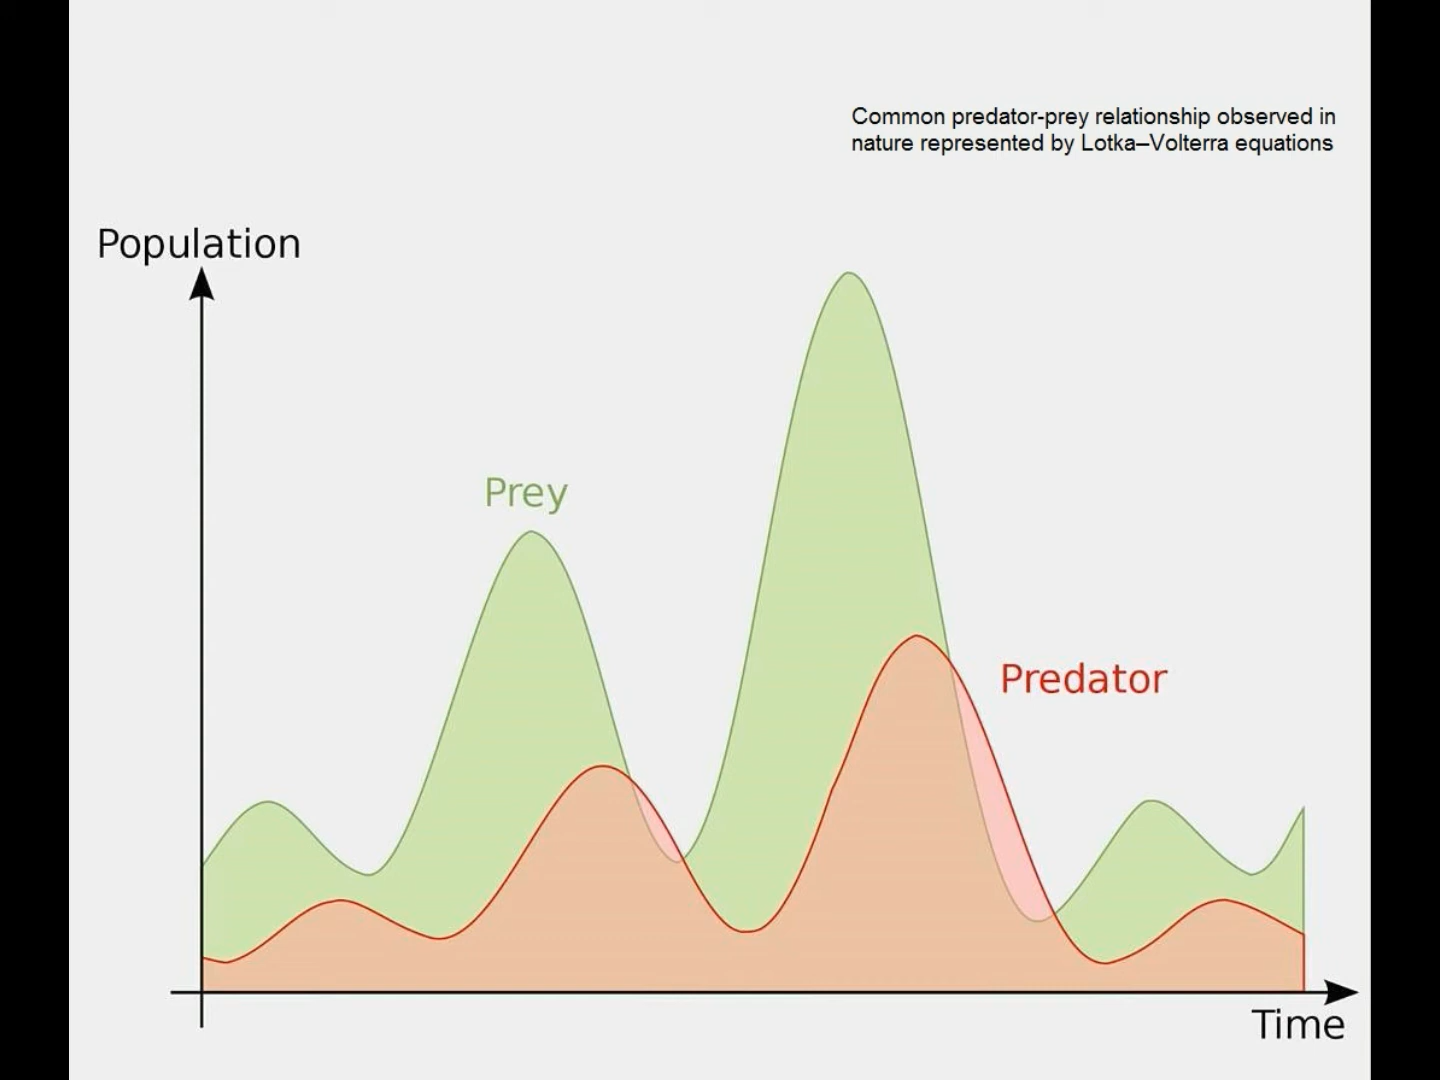 Common predator-prey relationship observed in
nature represented by Lotka–Volterra equations
Population
Prey
Predator
Time